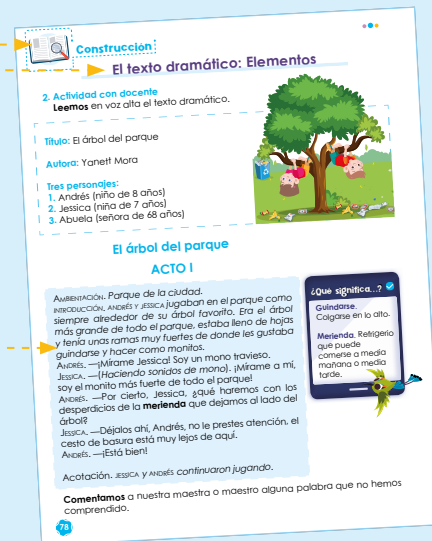 Construcción
El texto dramático: Elementos
2. Actividad con docente
Leemos en voz alta el texto dramático.
Título: El árbol del parque
Autora: Yanett Mora
Tres personajes:
1. Andrés (niño de 8 años)
2. Jessica (niña de 7 años)
3. Abuela (señora de 68 años)
El árbol del parque
ACTO I
AMBIENTACIÓN. Parque de la ciudad.
INTRODUCCIÓN. ANDRÉS Y JESSICA jugaban en el parque como
siempre alrededor de su árbol favorito. Era el árbol
más grande de todo el parque, estaba lleno de hojas
y tenía unas ramas muy fuertes de donde les gustaba
guindarse y hacer como monitos.
ANDRÉS. —¡Mírame Jessica! Soy un mono travieso.
JESSICA. —(Haciendo sonidos de mono). ¡Mírame a mí,
soy el monito más fuerte de todo el parque!
ANDRÉS. —Por cierto, Jessica, ¿qué haremos con los
desperdicios de la merienda que dejamos al lado del
árbol?
JESSICA. —Déjalos ahí, Andrés, no le prestes atención, el
cesto de basura está muy lejos de aquí.
ANDRÉS. —¡Está bien!
Acotación. JESSICA y ANDRÉS continuaron jugando.
¿Qué significa...?
Guindarse.
Colgarse en lo alto.
Merienda. Refrigerio
que puede
comerse a media
mañana o media
tarde.
Comentamos a nuestra maestra o maestro alguna palabra que no hemos
comprendido.
78